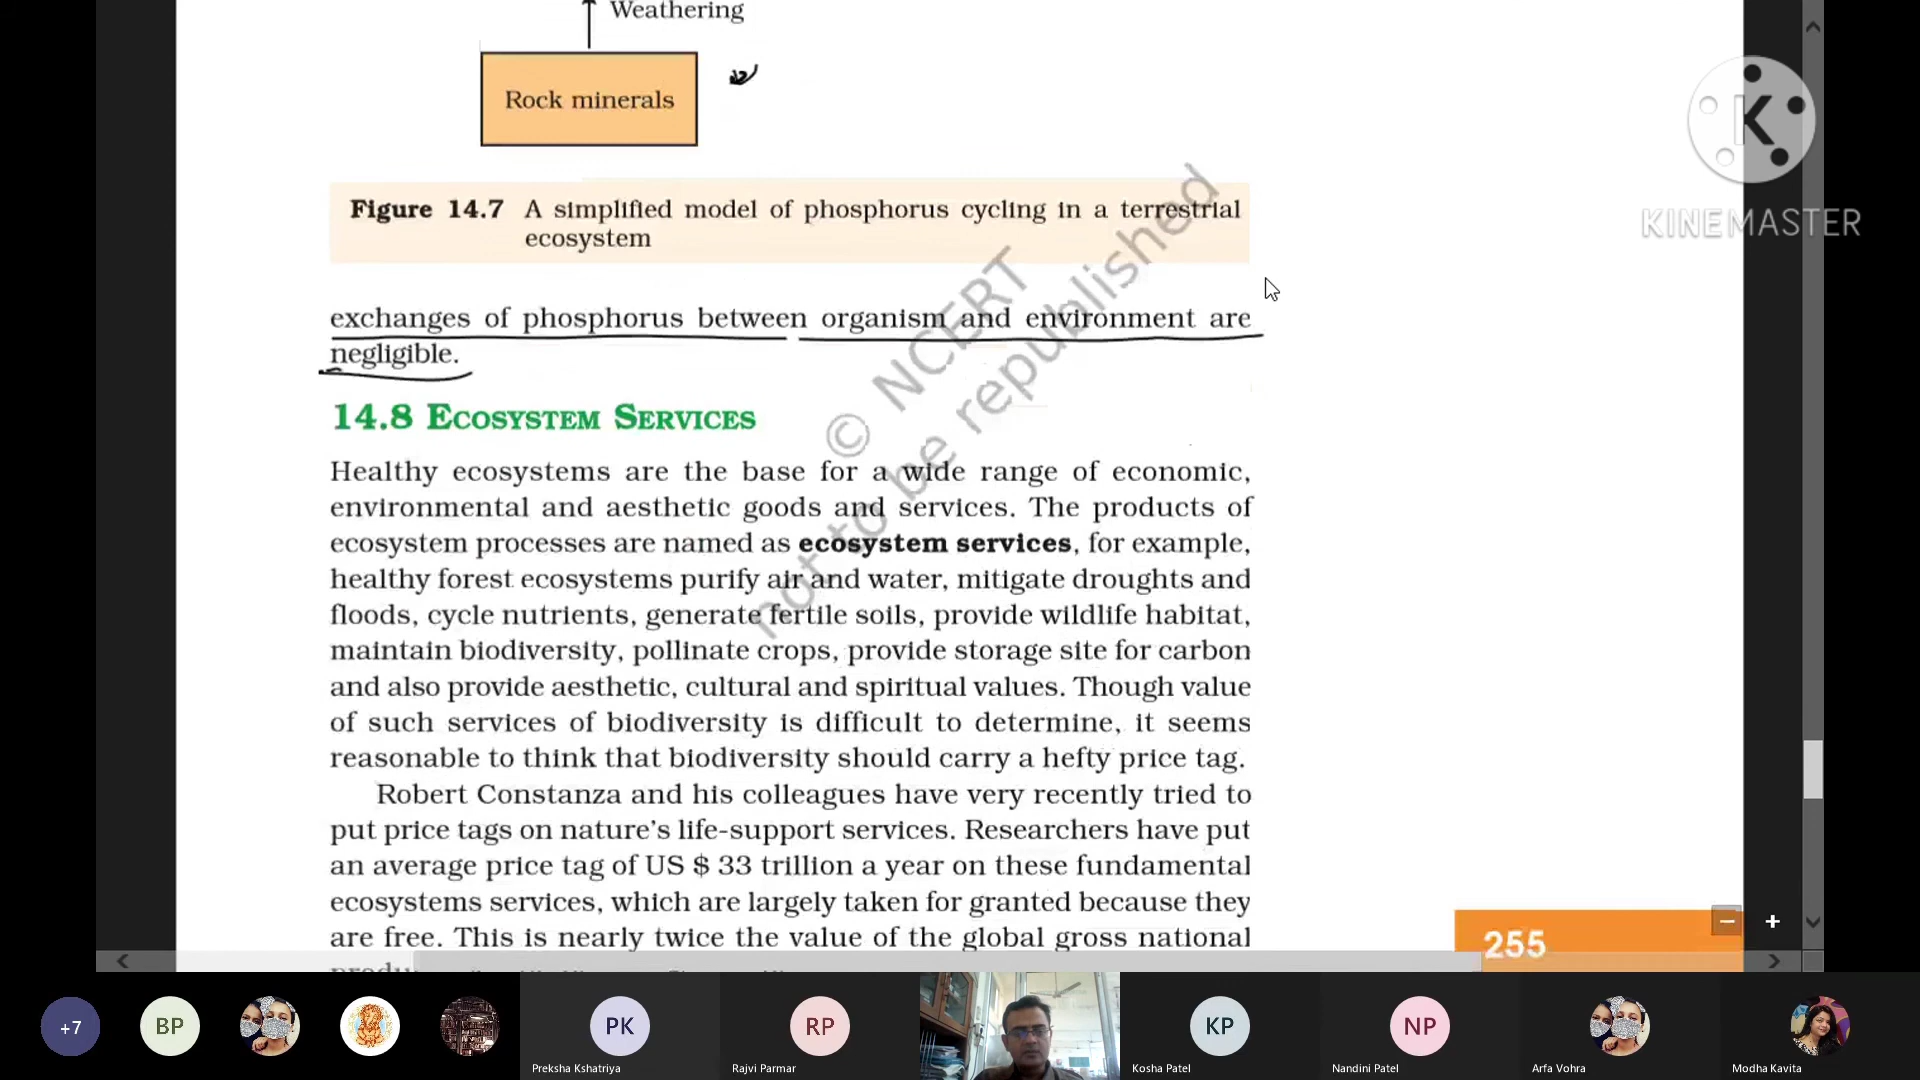 Weathering
Rock minerals
K
KINEMASTER
Figure 14.7 A simplified model of phosphorus cycling in a terrestrial
ecosystem
© NCERT
not to be republished
exchanges of phosphorus between organism and environment are
negligible.
14.8 ECOSYSTEM SERVICES
Healthy ecosystems are the base for a wide range of economic,
environmental and aesthetic goods and services. The products of
ecosystem processes are named as ecosystem services, for example,
healthy forest ecosystems purify air and water, mitigate droughts and
floods, cycle nutrients, generate fertile soils, provide wildlife habitat,
maintain biodiversity, pollinate crops, provide storage site for carbon
and also provide aesthetic, cultural and spiritual values. Though value
of such services of biodiversity is difficult to determine, it seems
reasonable to think that biodiversity should carry a hefty price tag.
Robert Constanza and his colleagues have very recently tried to
put price tags on nature's life-support services. Researchers have put
an average price tag of US $ 33 trillion a year on these fundamental
ecosystems services, which are largely taken for granted because they
are free. This is nearly twice the value of the global gross national
255
+7
BP
PK
RP
KP
NP
Preksha Kshatriya
Rajvi Parmar
Kosha Patel
Nandini Patel
Arfa Vohra
Modha Kavita